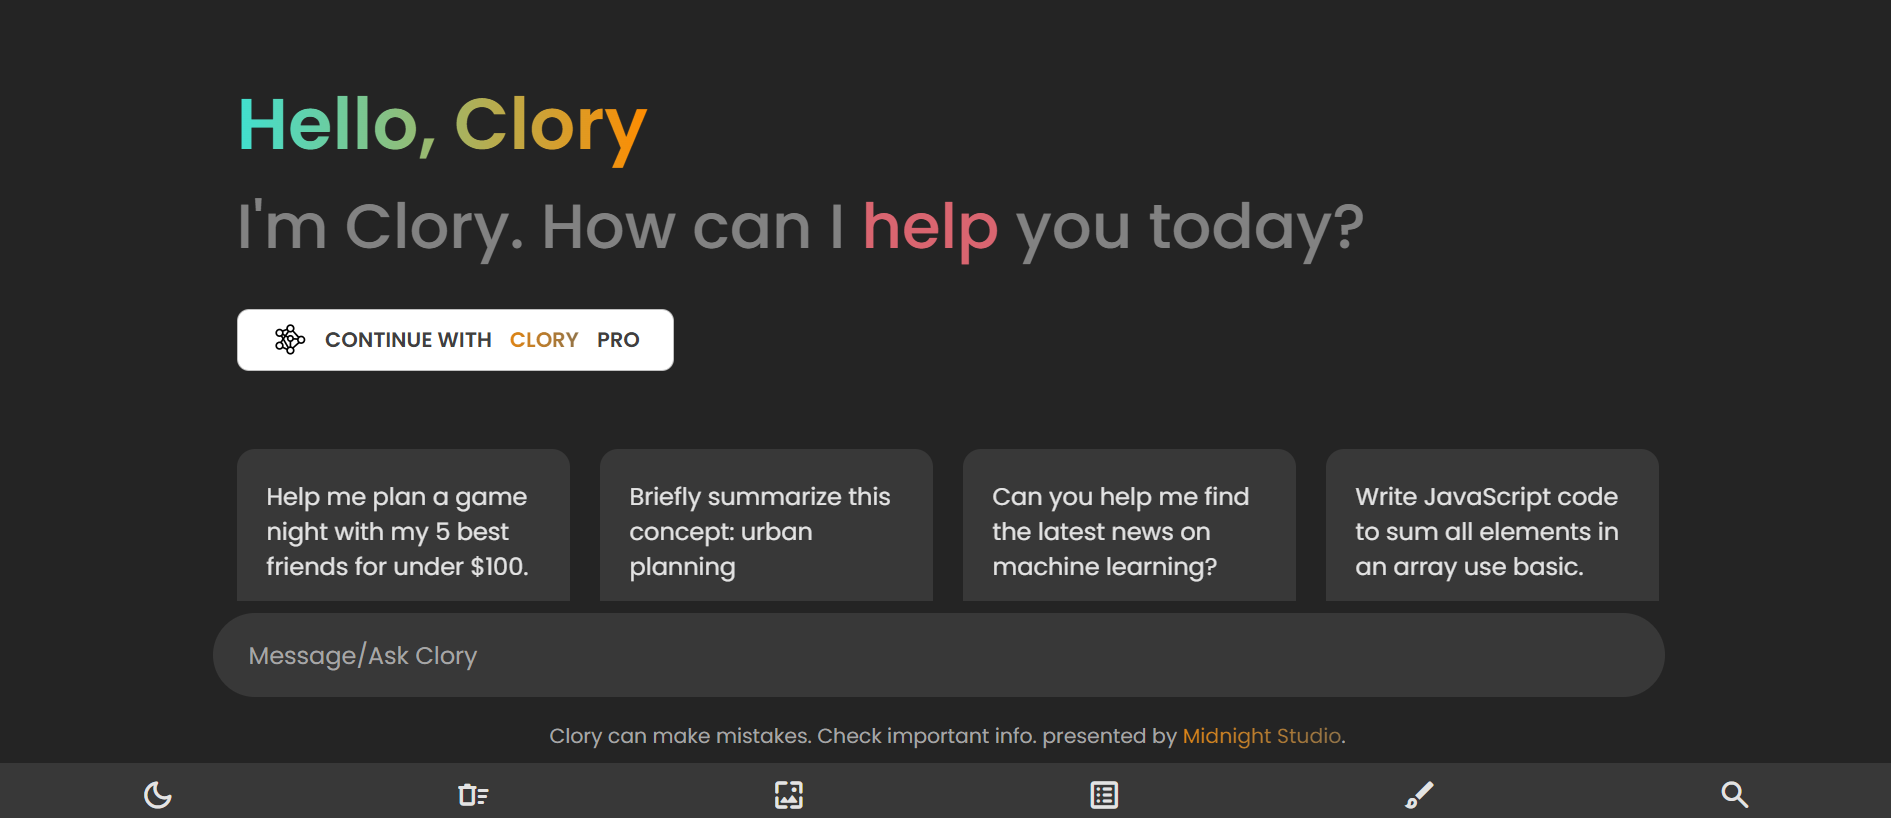 Hello, Clory
I'm Clory. How can I help you today?
CONTINUE WITH CLORY PRO
Help me plan a game
night with my 5 best
friends for under $100.
Briefly summarize this
concept: urban
planning
Can you help me find
the latest news on
machine learning?
Write JavaScript code
to sum all elements in
an array use basic.
Message/Ask Clory
Clory can make mistakes. Check important info. presented by Midnight Studio.